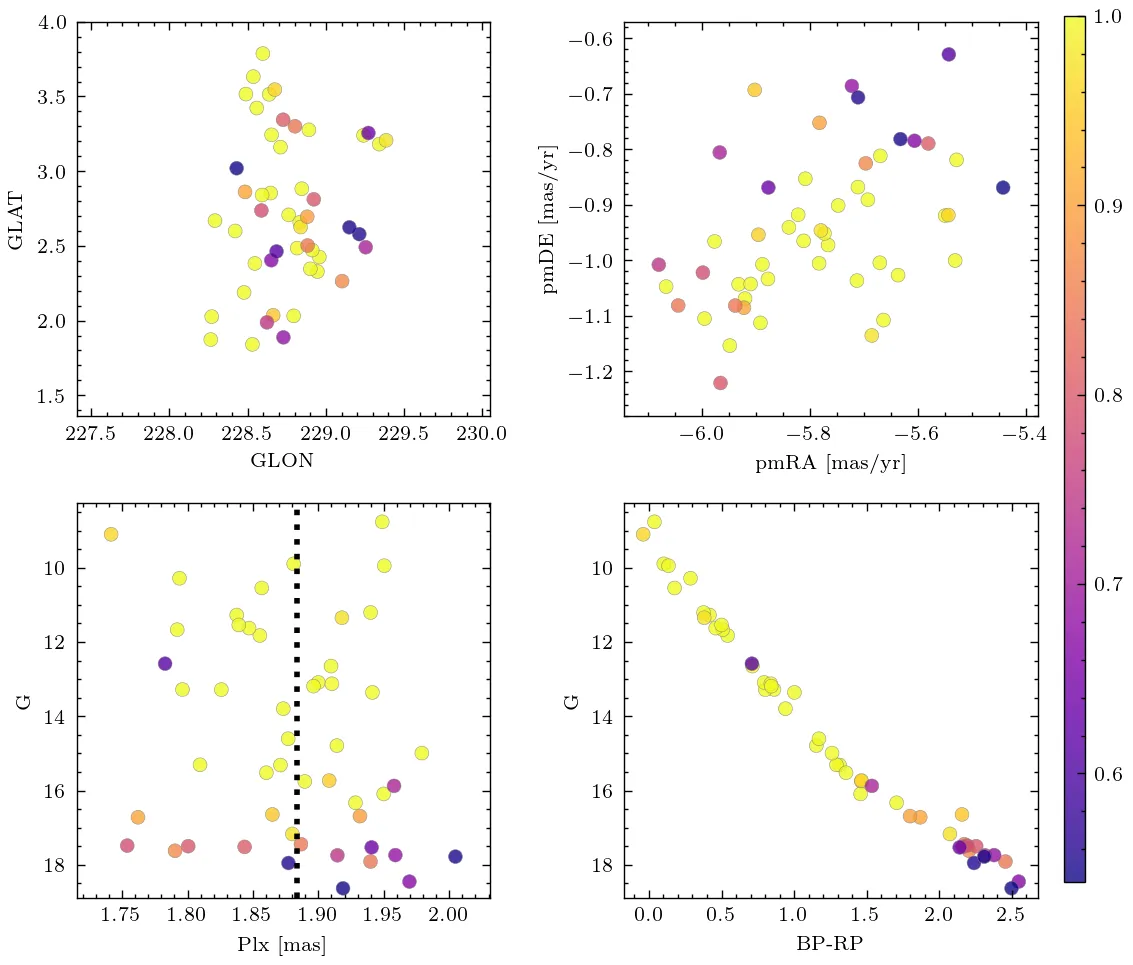 4.0
3.5
3.0
2.5
2.0
1.5
GLAT
227.5 228.0 228.5 229.0 229.5 230.0
GLON
−0.6
−0.7
−0.8
−0.9
−1.0
−1.1
−1.2
pmDE [mas/yr]
−6.0 −5.8 −5.6 −5.4
pmRA [mas/yr]
1.0
0.9
0.8
0.7
0.6
10
12
14
16
18
G
1.75 1.80 1.85 1.90 1.95 2.00
Plx [mas]
10
12
14
16
18
G
0.0 0.5 1.0 1.5 2.0 2.5
BP-RP